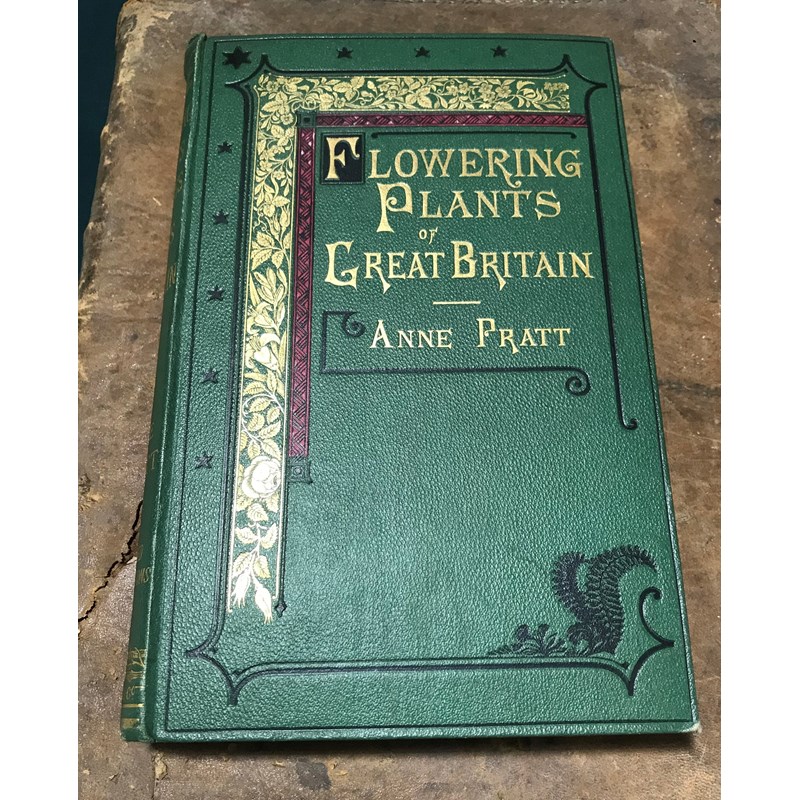 FLOWERING
PLANTS
OF
GREAT BRITAIN
ANNE PRATT